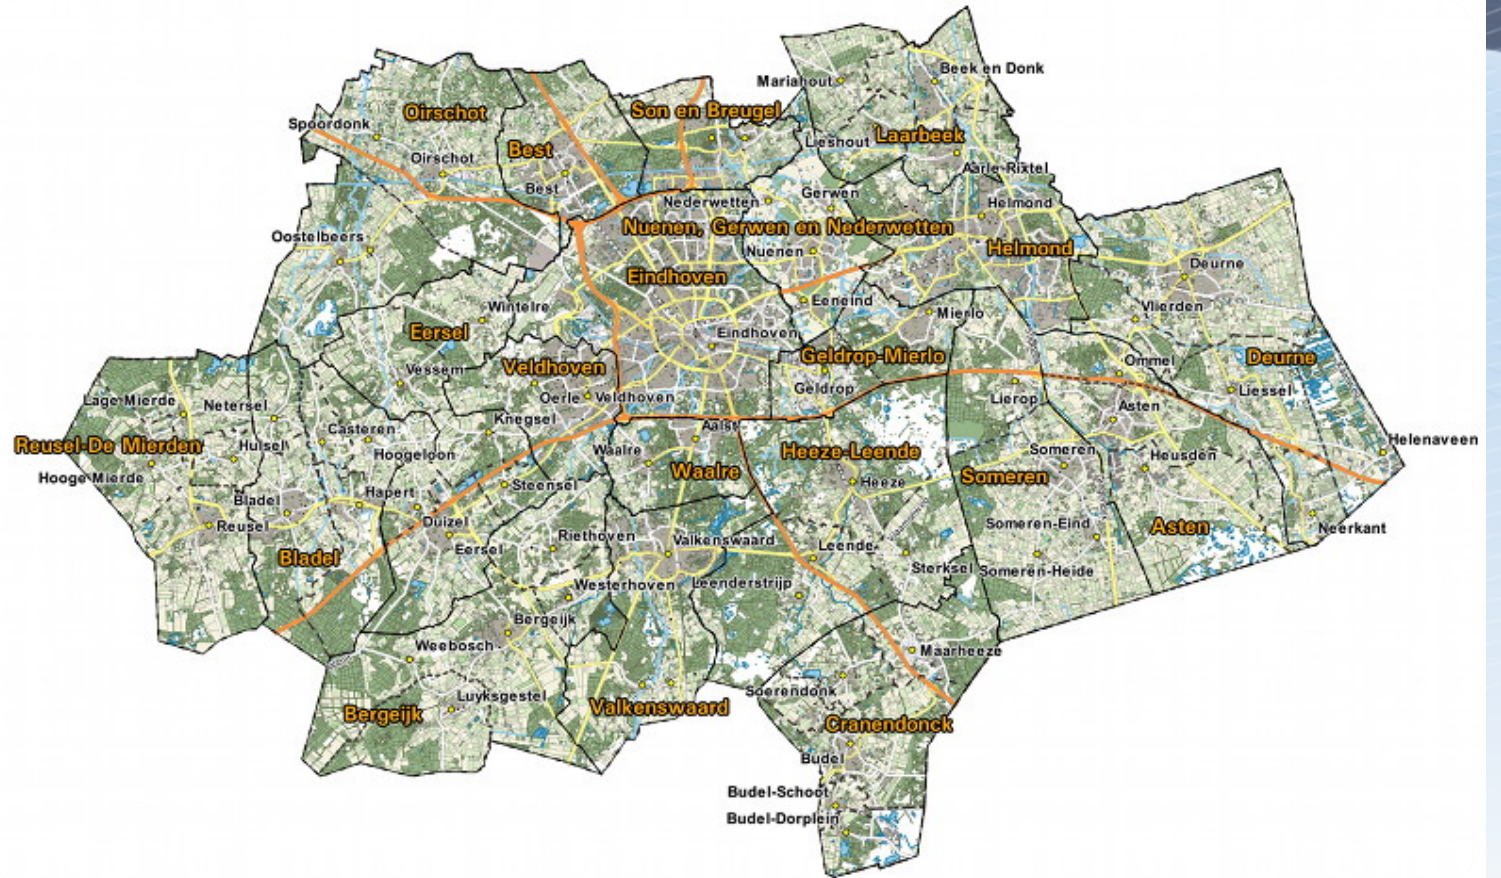 Beek en Donk
Mariahout
Son en Breugel
Oirschot
Spoordonk
Laarbeek
Lieshout
Best
Oirschot
Aarle-Rixtel
Best
Gerwen
Nederwetten
Helmond
Nuenen, Gerwen en Nederwetten
Oostelbeers
Helmond
Nuenen
Deurne
Eindhoven
Eeneind
Wintelre
Vlierden
Mierlo
Eersel
Eindhoven
Geldrop-Mierlo
Deurne
Ommel
Veldhoven
Vessem
Geldrop
Liessel
Lierop
Oerle
Veldhoven
Lage-Mierde
Netersel
Asten
Knegsel
Aalst
Casteren
Helenaveen
Reusel-De Mierden
Hulsel
Hoogeloon
Waalre
Heeze-Leende
Someren
Heusden
Waalre
Hooge-Mierde
Someren
Steensel
Heeze
Bladel
Hapert
Reusel
Duizel
Someren-Eind
Asten
Neerkant
Riethoven
Valkenswaard
Eersel
Leende
Bladel
Sterksel
Someren-Heide
Westerhoven
Leenderstrijp
Bergeijk
Weebosch
Maarheeze
Soerendonk
Luyksgestel
Valkenswaard
Bergeijk
Cranendonck
Budel
Budel-Schoot
Budel-Dorplein